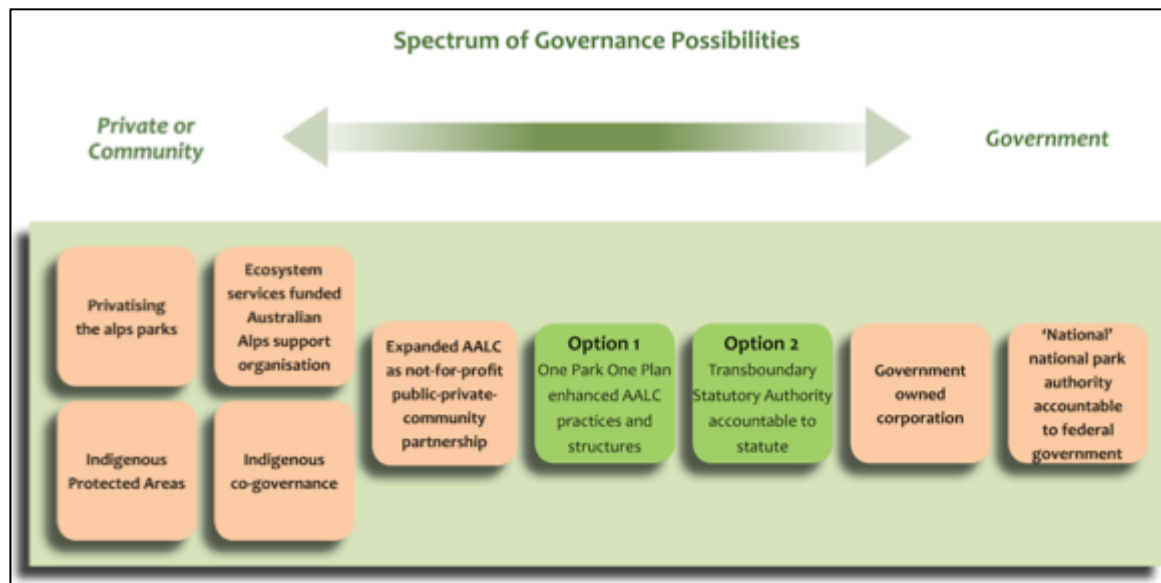 Spectrum of Governance Possibilities
Private or
Community
Government
Privatising
the alps parks
Ecosystem
services funded
Australian
Alps support
organisation
Indigenous
Protected Areas
Indigenous
co-governance
Expanded AALC
as not-for-profit
public-private-
community
partnership
Option 1
One Park One Plan
enhanced AALC
practices and
structures
Option 2
Transboundary
Statutory Authority
accountable to
statute
Government
owned
corporation
‘National’
national park
authority
accountable
to federal
government